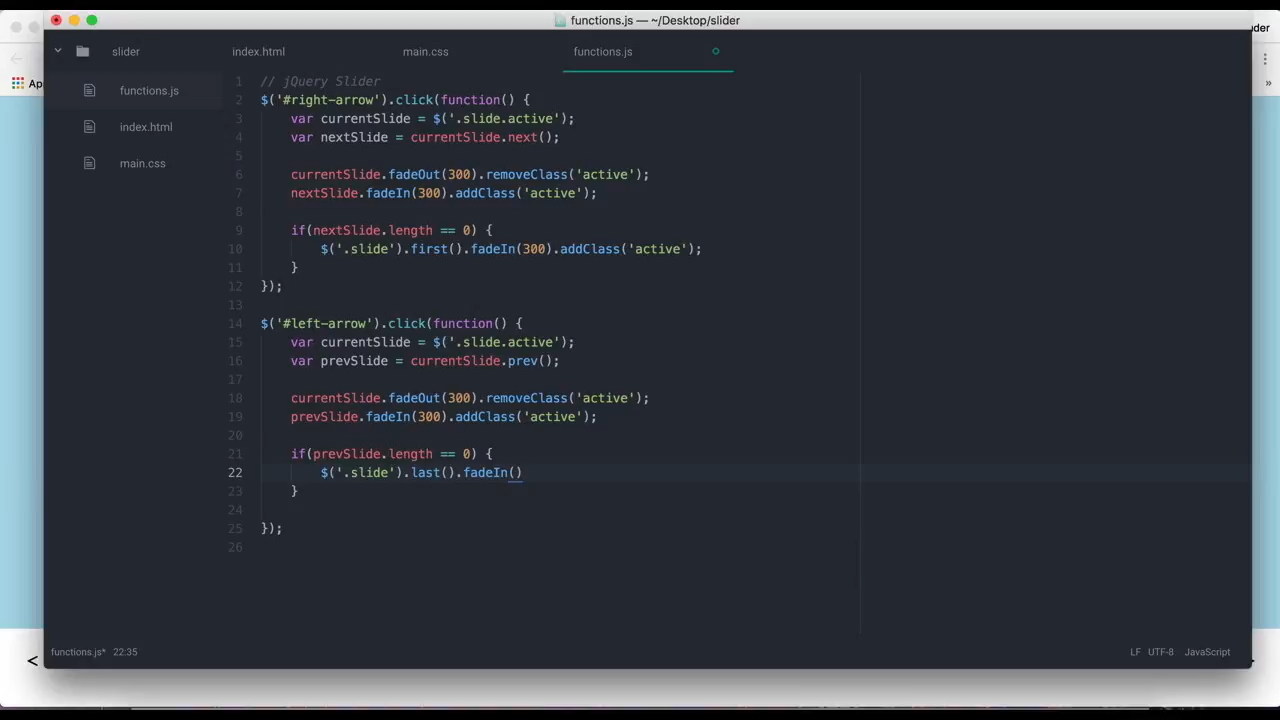 functions.js — ~/Desktop/slider
der
slider
index.html
main.css
functions.js
Ap
»
functions.js
index.html
main.css
1 // jQuery Slider
2 $('#right-arrow').click(function() {
3 var currentSlide = $('.slide.active');
4 var nextSlide = currentSlide.next();
5
6 currentSlide.fadeOut(300).removeClass('active');
7 nextSlide.fadeIn(300).addClass('active');
8
9 if(nextSlide.length == 0) {
10 $('.slide').first().fadeIn(300).addClass('active');
11 }
12 });
13
14 $('#left-arrow').click(function() {
15 var currentSlide = $('.slide.active');
16 var prevSlide = currentSlide.prev();
17
18 currentSlide.fadeOut(300).removeClass('active');
19 prevSlide.fadeIn(300).addClass('active');
20
21 if(prevSlide.length == 0) {
22 $('.slide').last().fadeIn()
23 }
24
25 });
26
functions.js* 22:35
LF UTF-8 JavaScript
<